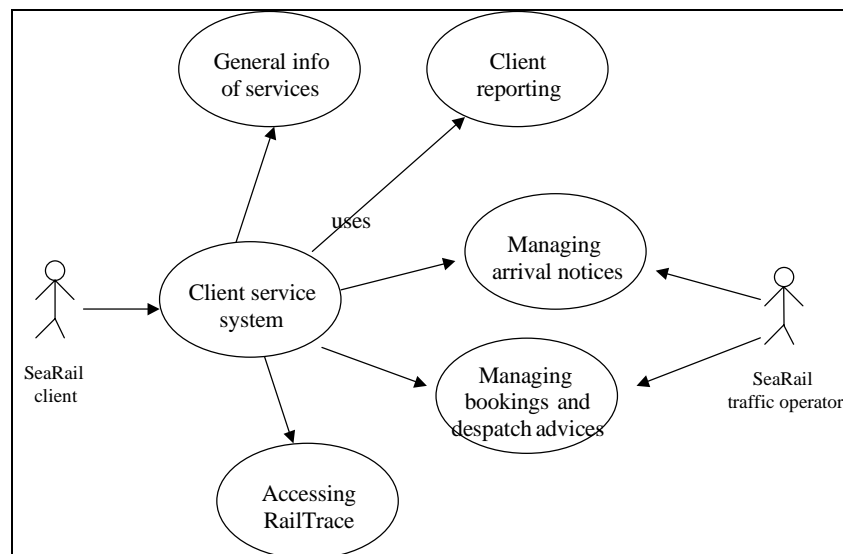 General info
of services
Client
reporting
uses
Managing
arrival notices
Client service
system
SeaRail
client
Managing
bookings and
despatch advices
SeaRail
traffic operator
Accessing
RailTrace